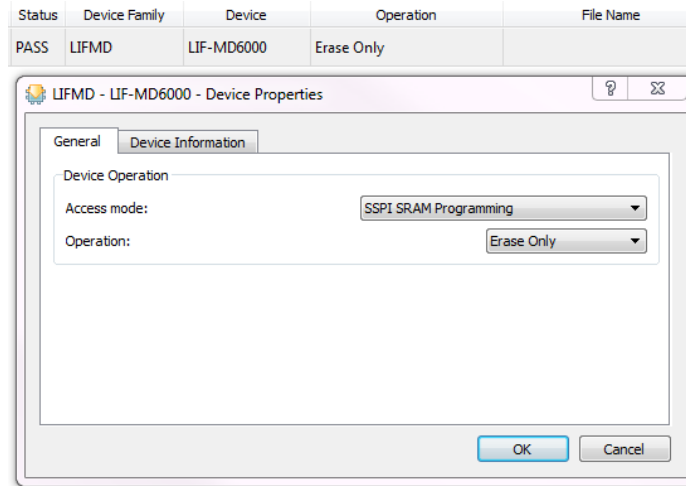 Status Device Family Device Operation File Name
PASS LIFMD LIF-MD6000 Erase Only
LIFMD - LIF-MD6000 - Device Properties
General Device Information
Device Operation
Access mode: SSPI SRAM Programming
Operation: Erase Only
OK Cancel